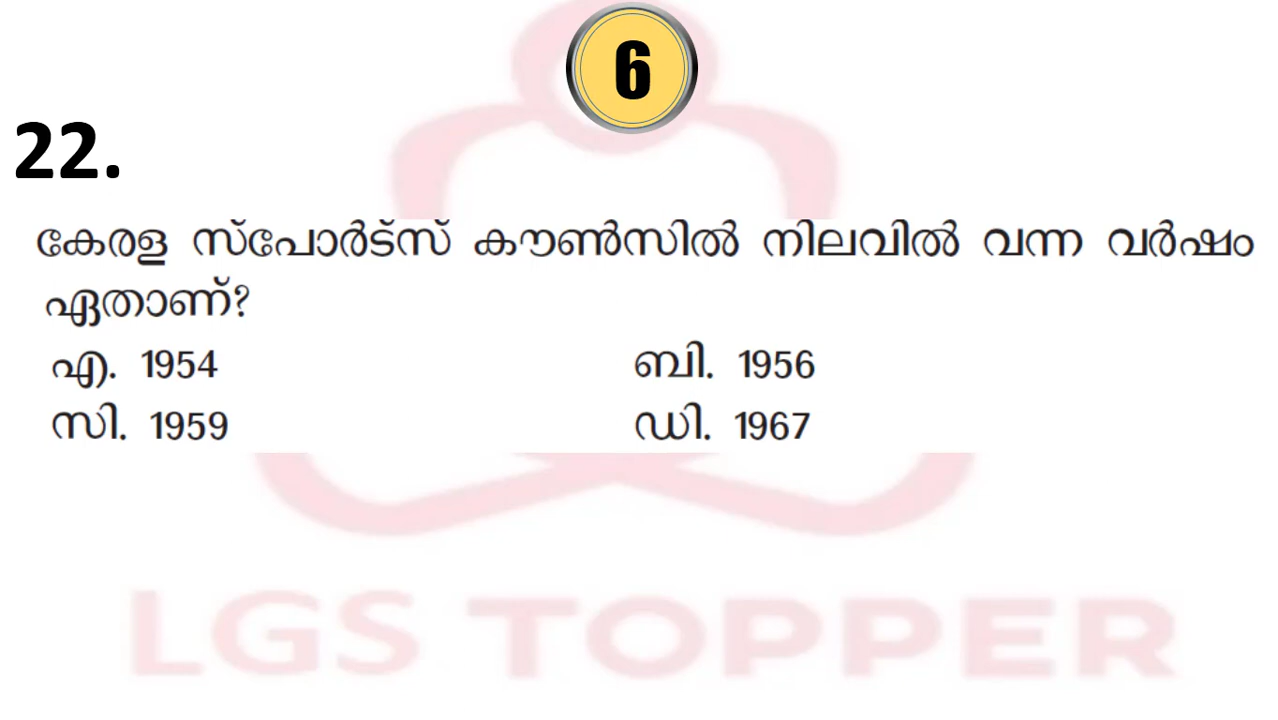 6
22.
കേരള സ്പോർട്സ് കൗൺസിൽ നിലവിൽ വന്ന വർഷം
ഏതാണ്?
എ. 1954 ബി. 1956
സി. 1959 ഡി. 1967
LGS TOPPER